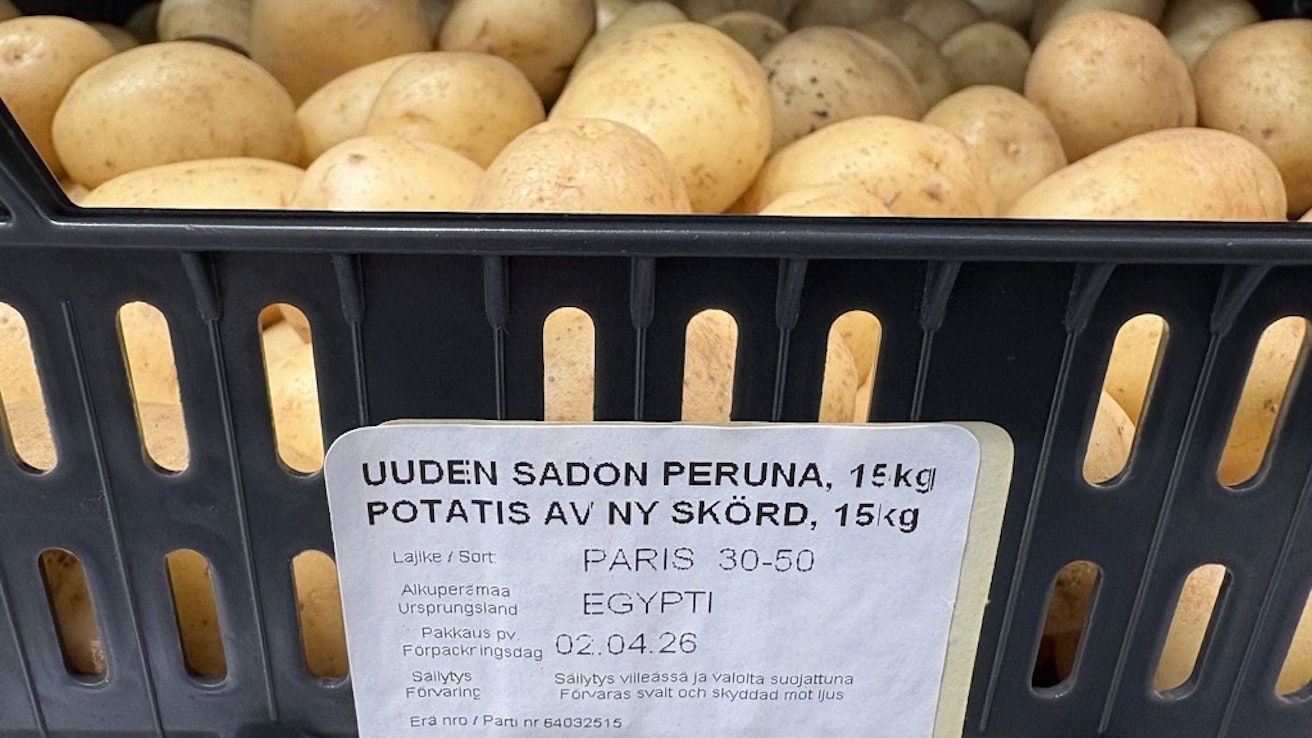 UUDEN SADON PERUNA, 15kg
POTATIS AV NY SKÖRD, 15kg
Lajike / Sort: PARIS 30-50
Alkuperämaa
Ursprungsland EGYPTI
Pakkaus pv.
Förpackningsdag 02.04.26
Säilytys Säilytys viileässä ja valolta suojattuna
Förvaring Förvaras svalt och skyddad mot ljus
Erä nro / Parti nr 64032515